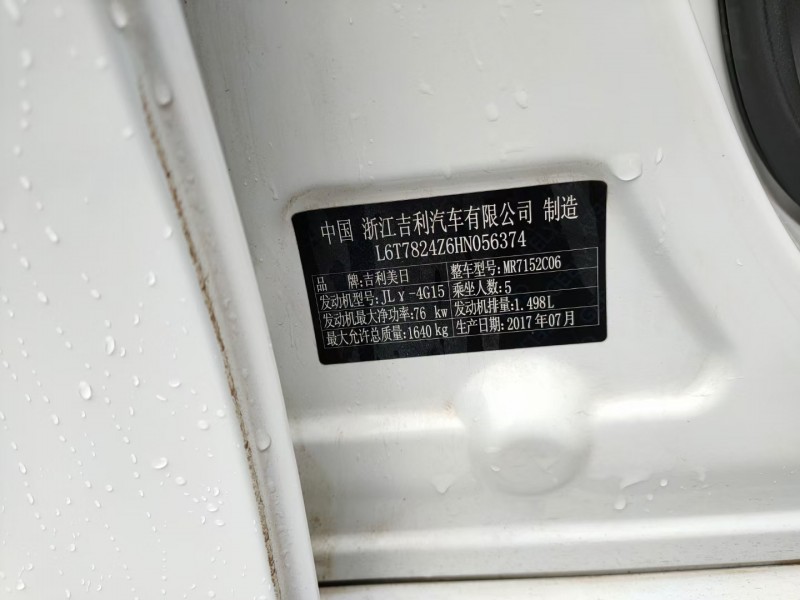 中国 浙江吉利汽车有限公司 制造
L6T7824Z6HN056374
品 牌:吉利美日 整车型号:MR7152C06
发动机型号:JLγ-4G15 乘坐人数:5
发动机最大净功率:76 kw 发动机排量:1.498L
最大允许总质量:1640kg 生产日期:2017年07月